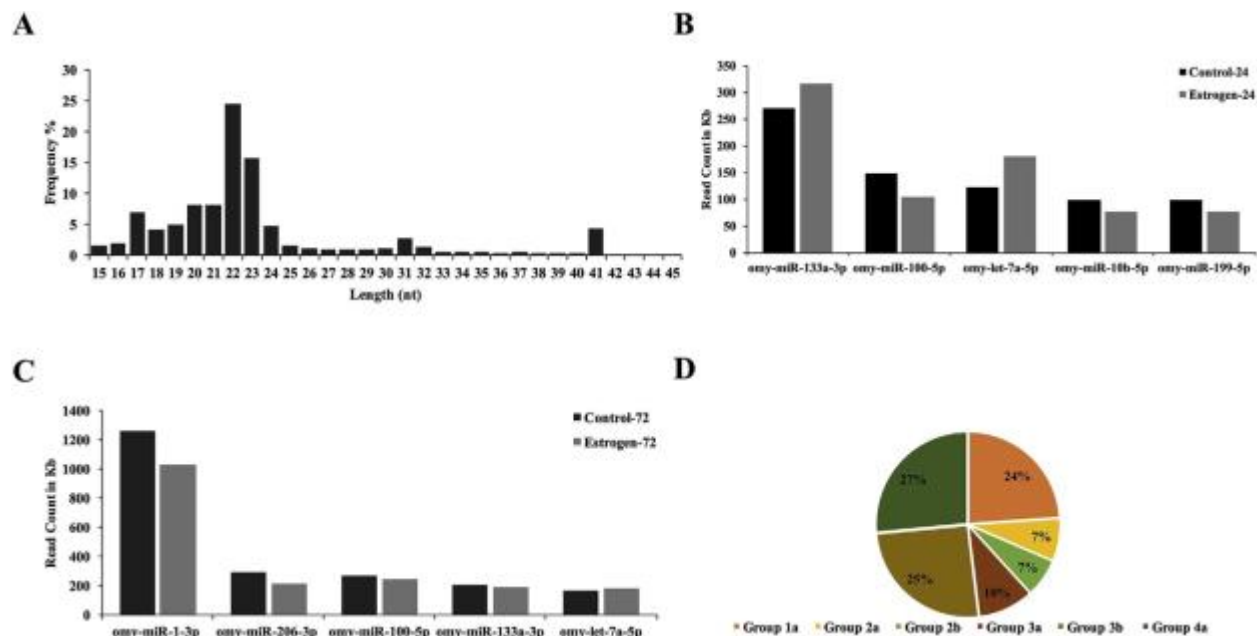 A
30
25
20
15
10
5
0
Frequency %
15 16 17 18 19 20 21 22 23 24 25 26 27 28 29 30 31 32 33 34 35 36 37 38 39 40 41 42 43 44 45
Length (nt)
B
350
300
250
200
150
100
50
0
Read Count in Kb
Control-24
Estrogen-24
omy-miR-133a-3p omy-miR-100-5p omy-let-7a-5p omy-miR-10b-5p omy-miR-199-5p
C
1400
1200
1000
800
600
400
200
0
Read Count in Kb
Control-72
Estrogen-72
omy-miR-1-3p omy-miR-206-3p omy-miR-100-5p omy-miR-133a-3p omy-let-7a-5p
D
27%
24%
7%
7%
10%
25%
Group 1a Group 2a Group 2b Group 3a Group 3b Group 4a